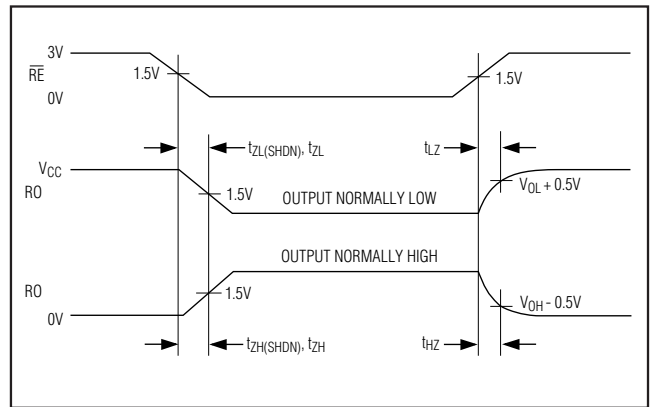 3V
R̅E̅
0V
1.5V
1.5V
tZL(SHDN), tZL
tLZ
VCC
RO
1.5V
OUTPUT NORMALLY LOW
VOL + 0.5V
OUTPUT NORMALLY HIGH
RO
0V
1.5V
VOH - 0.5V
tZH(SHDN), tZH
tHZ